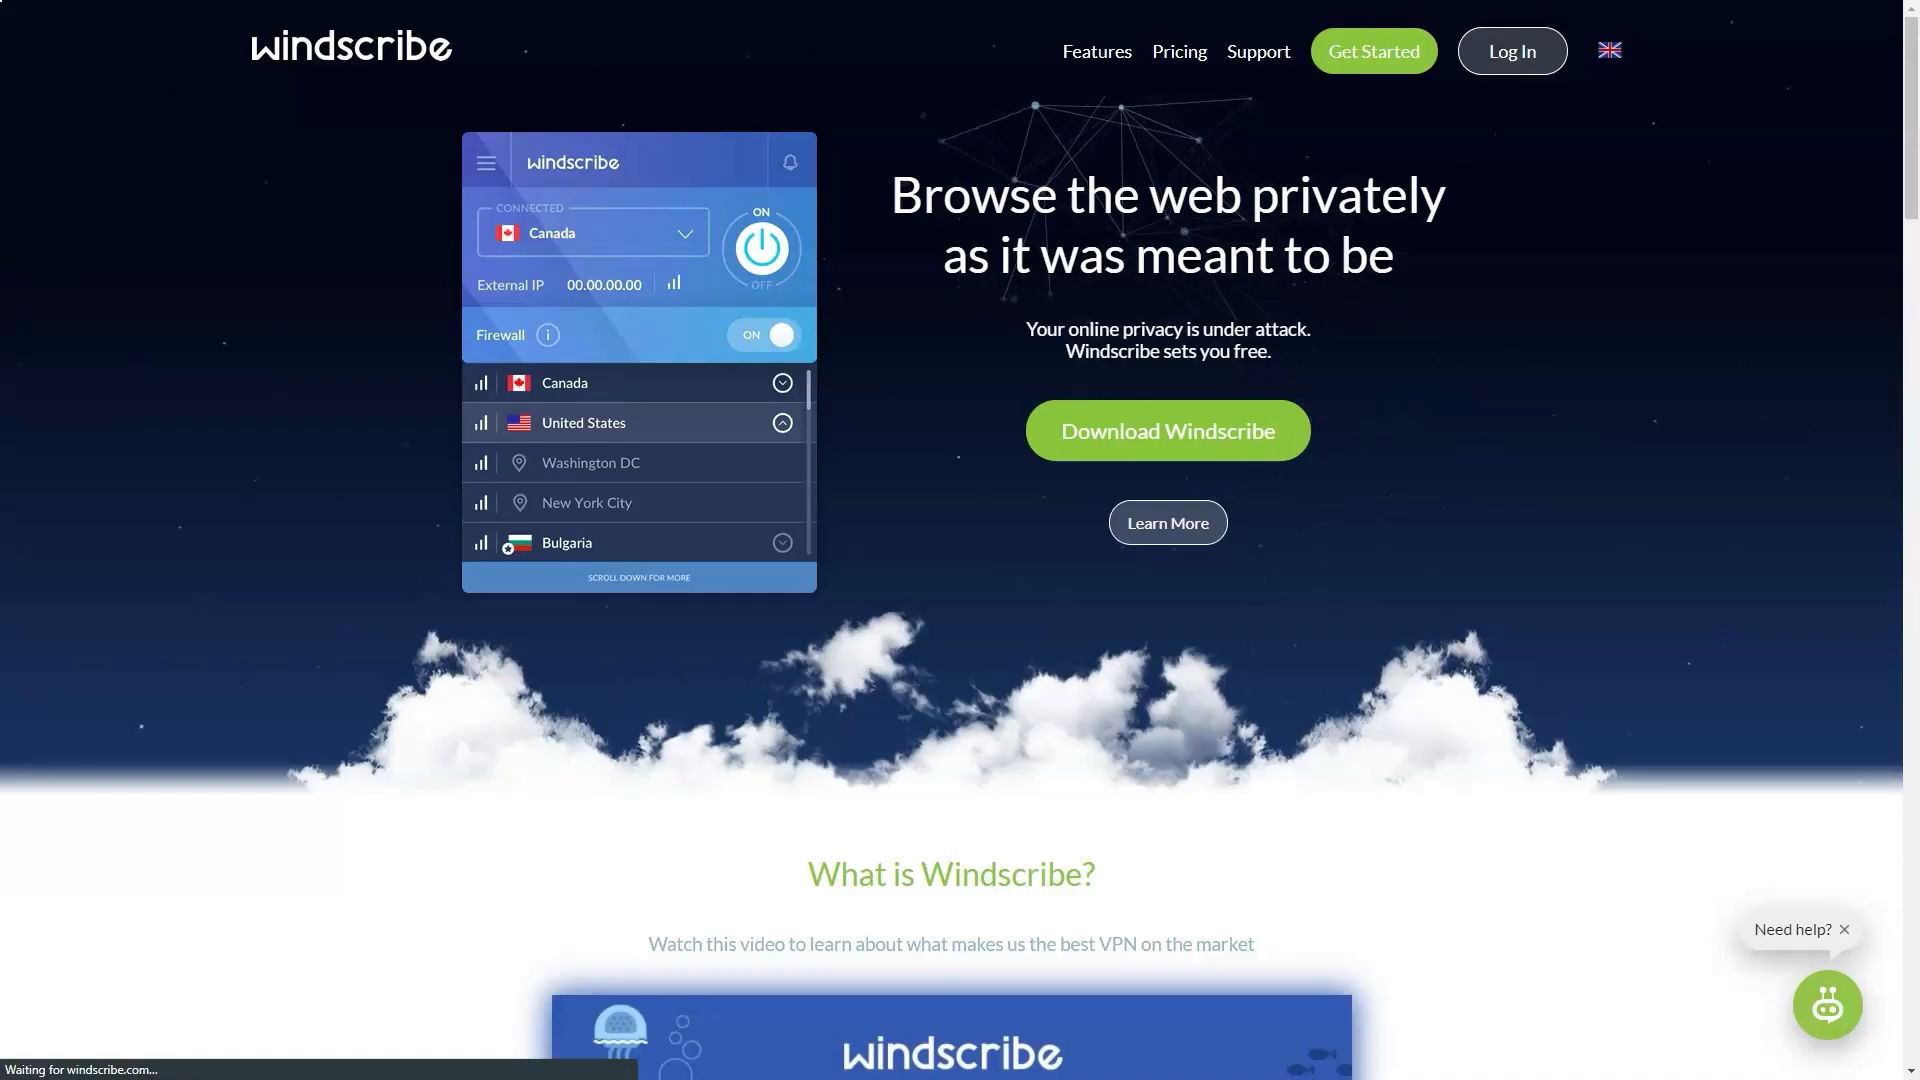 windscribe
Features
Pricing
Support
Get Started
Log In
windscribe
CONNECTED
Canada
ON
OFF
External IP
00.00.00.00
Firewall
i
ON
Canada
United States
Washington DC
New York City
Bulgaria
SCROLL DOWN FOR MORE
Browse the web privately
as it was meant to be
Your online privacy is under attack.
Windscribe sets you free.
Download Windscribe
Learn More
What is Windscribe?
Watch this video to learn about what makes us the best VPN on the market
Need help?
windscribe
Waiting for windscribe.com...